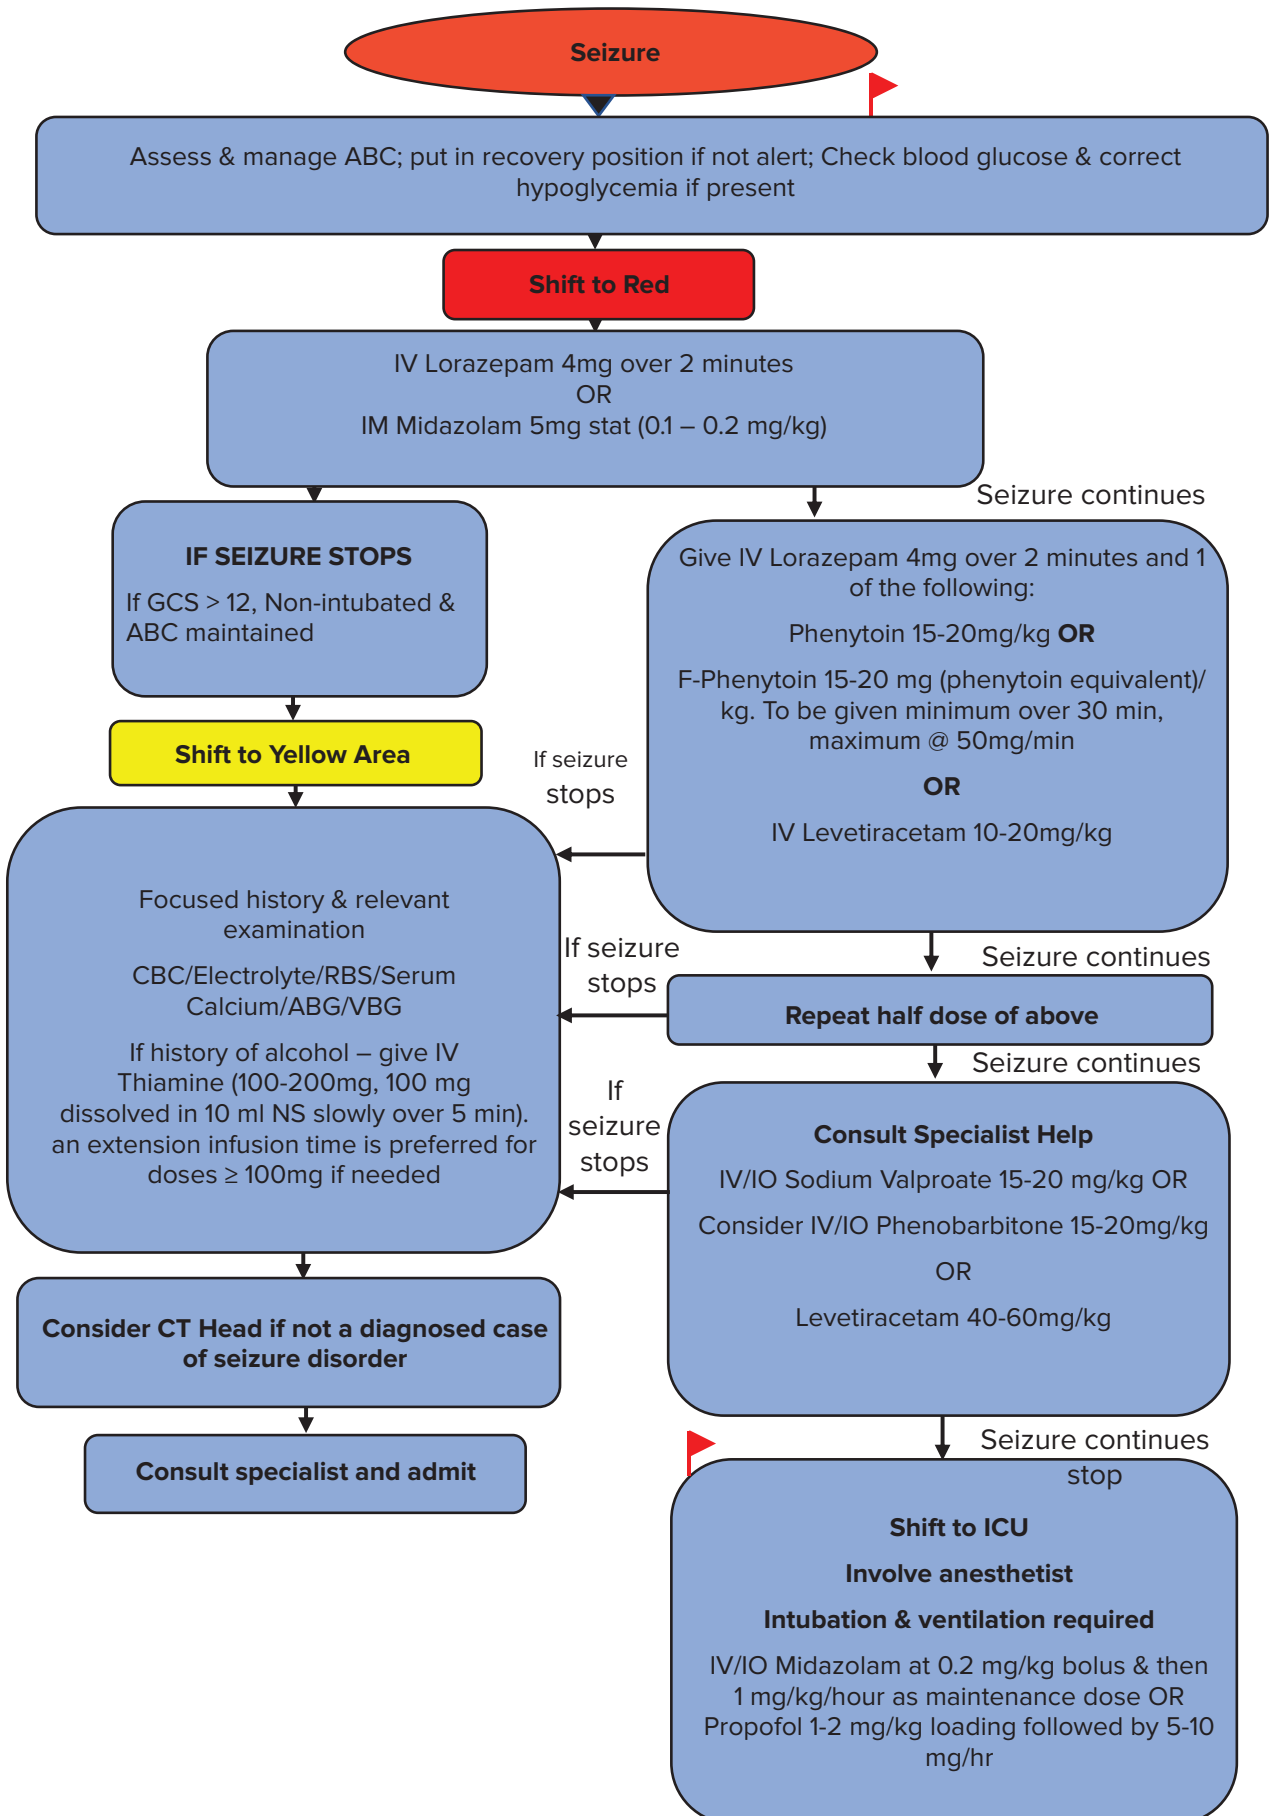 Seizure
Assess & manage ABC; put in recovery position if not alert; Check blood glucose & correct
hypoglycemia if present
Shift to Red
IV Lorazepam 4mg over 2 minutes
OR
IM Midazolam 5mg stat (0.1 – 0.2 mg/kg)
IF SEIZURE STOPS
If GCS > 12, Non-intubated &
ABC maintained
Shift to Yellow Area
Seizure continues
Give IV Lorazepam 4mg over 2 minutes and 1
of the following:
Phenytoin 15-20mg/kg OR
F-Phenytoin 15-20 mg (phenytoin equivalent)/
kg. To be given minimum over 30 min,
maximum @ 50mg/min
OR
IV Levetiracetam 10-20mg/kg
If seizure
stops
Focused history & relevant
examination
CBC/Electrolyte/RBS/Serum
Calcium/ABG/VBG
If history of alcohol – give IV
Thiamine (100-200mg, 100 mg
dissolved in 10 ml NS slowly over 5 min).
an extension infusion time is preferred for
doses ≥ 100mg if needed
Seizure continues
If seizure
stops
Repeat half dose of above
Seizure continues
If
seizure
stops
Consult Specialist Help
IV/IO Sodium Valproate 15-20 mg/kg OR
Consider IV/IO Phenobarbitone 15-20mg/kg
OR
Levetiracetam 40-60mg/kg
Consider CT Head if not a diagnosed case
of seizure disorder
Consult specialist and admit
Seizure continues
stop
Shift to ICU
Involve anesthetist
Intubation & ventilation required
IV/IO Midazolam at 0.2 mg/kg bolus & then
1 mg/kg/hour as maintenance dose OR
Propofol 1-2 mg/kg loading followed by 5-10
mg/hr